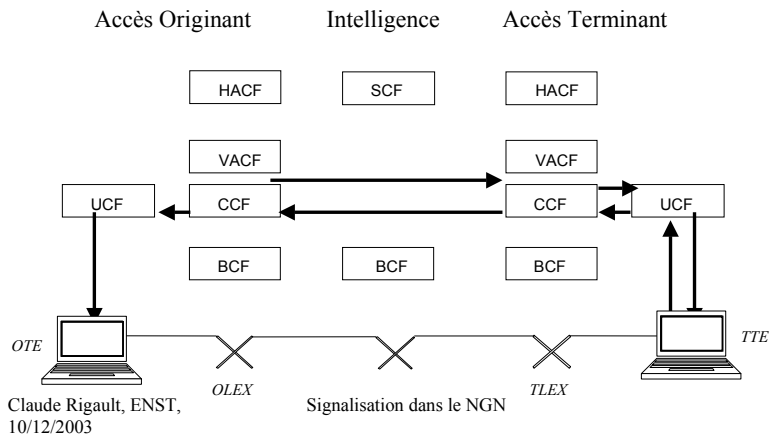 Accès Originant Intelligence Accès Terminant
HACF SCF HACF
VACF VACF
UCF CCF CCF UCF
BCF BCF BCF
OTE TTE
OLEX TLEX
Claude Rigault, ENST, Signalisation dans le NGN
10/12/2003